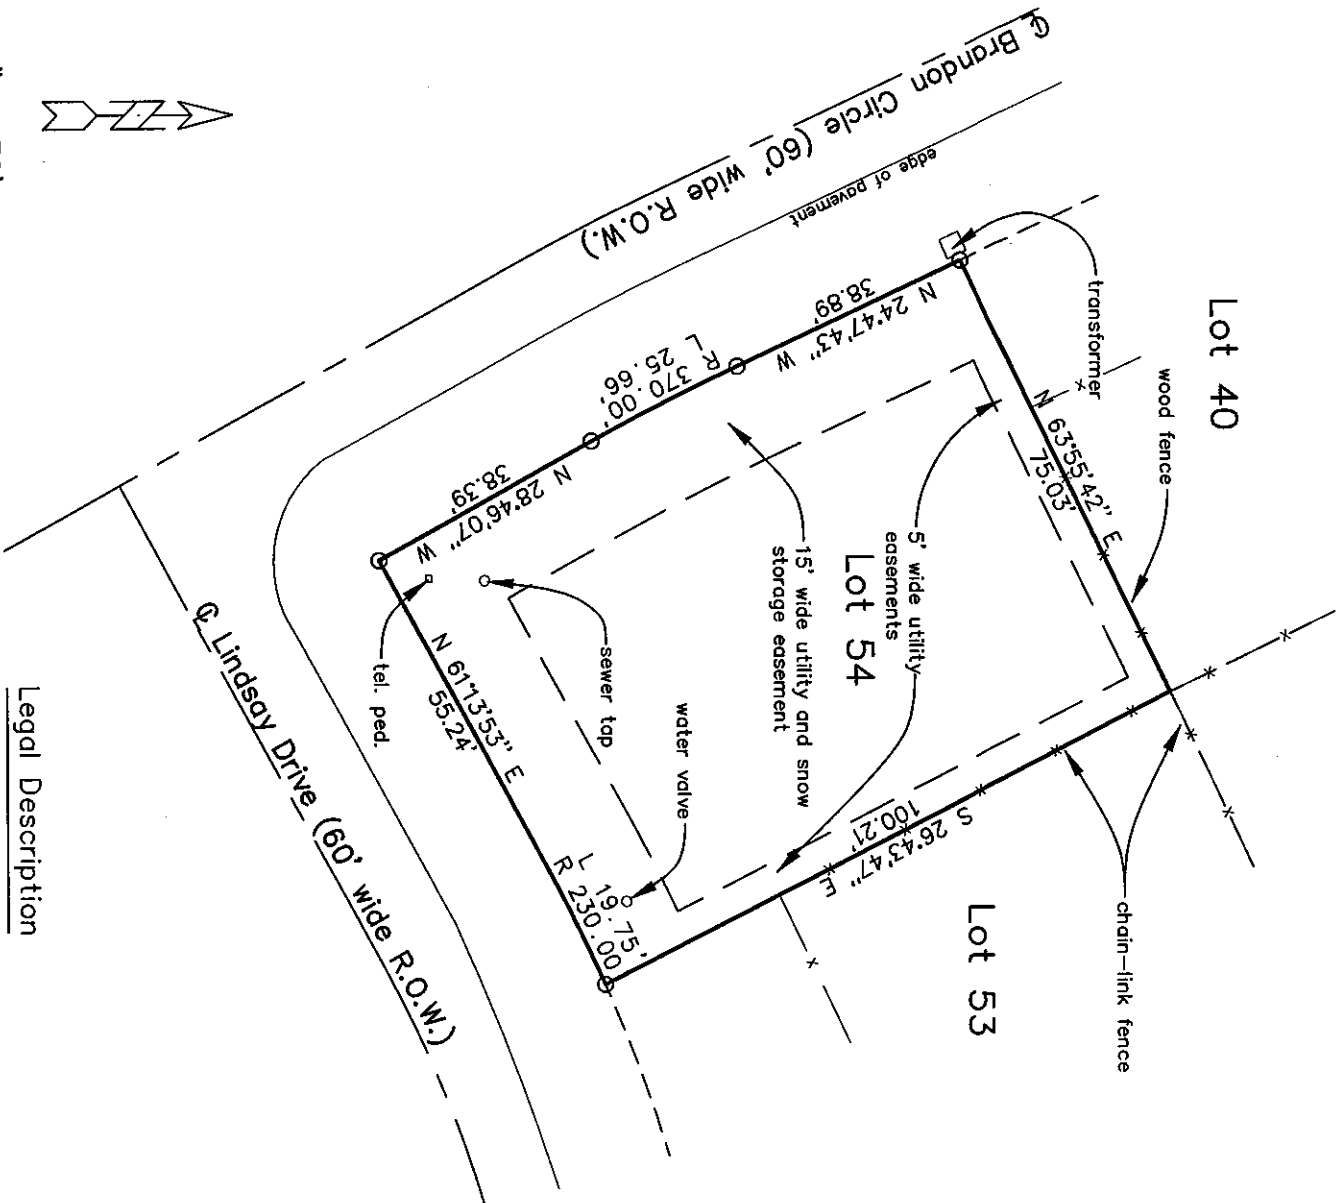 ℄ Brandon Circle (60' wide R.O.W.)
edge of pavement
transformer
Lot 40
wood fence
N 24°47'43" W
38.89'
R 370.00'
L 25.66'
N 28°46'07" W
38.39'
N 63°55'42" E
75.03'
5' wide utility
easements
15' wide utility and snow
storage easement
Lot 54
S 26°43'47" E
100.21'
chain-link fence
Lot 53
sewer tap
tel. ped.
water valve
N 61°13'53" E
55.24'
L 19.75'
R 230.00
℄ Lindsay Drive (60' wide R.O.W.)
N
Legal Description